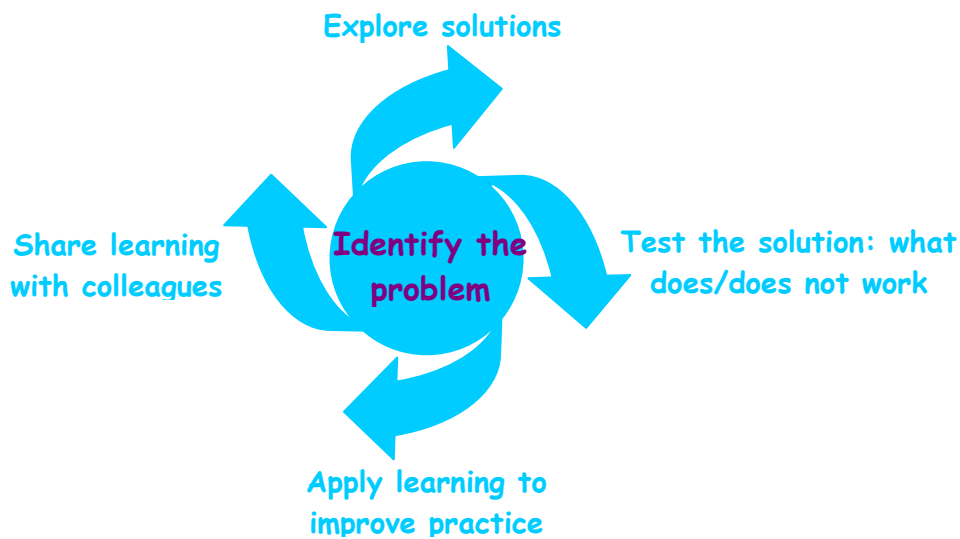 Explore solutions
Test the solution: what
does/does not work
Identify the
problem
Share learning
with colleagues
Apply learning to
improve practice